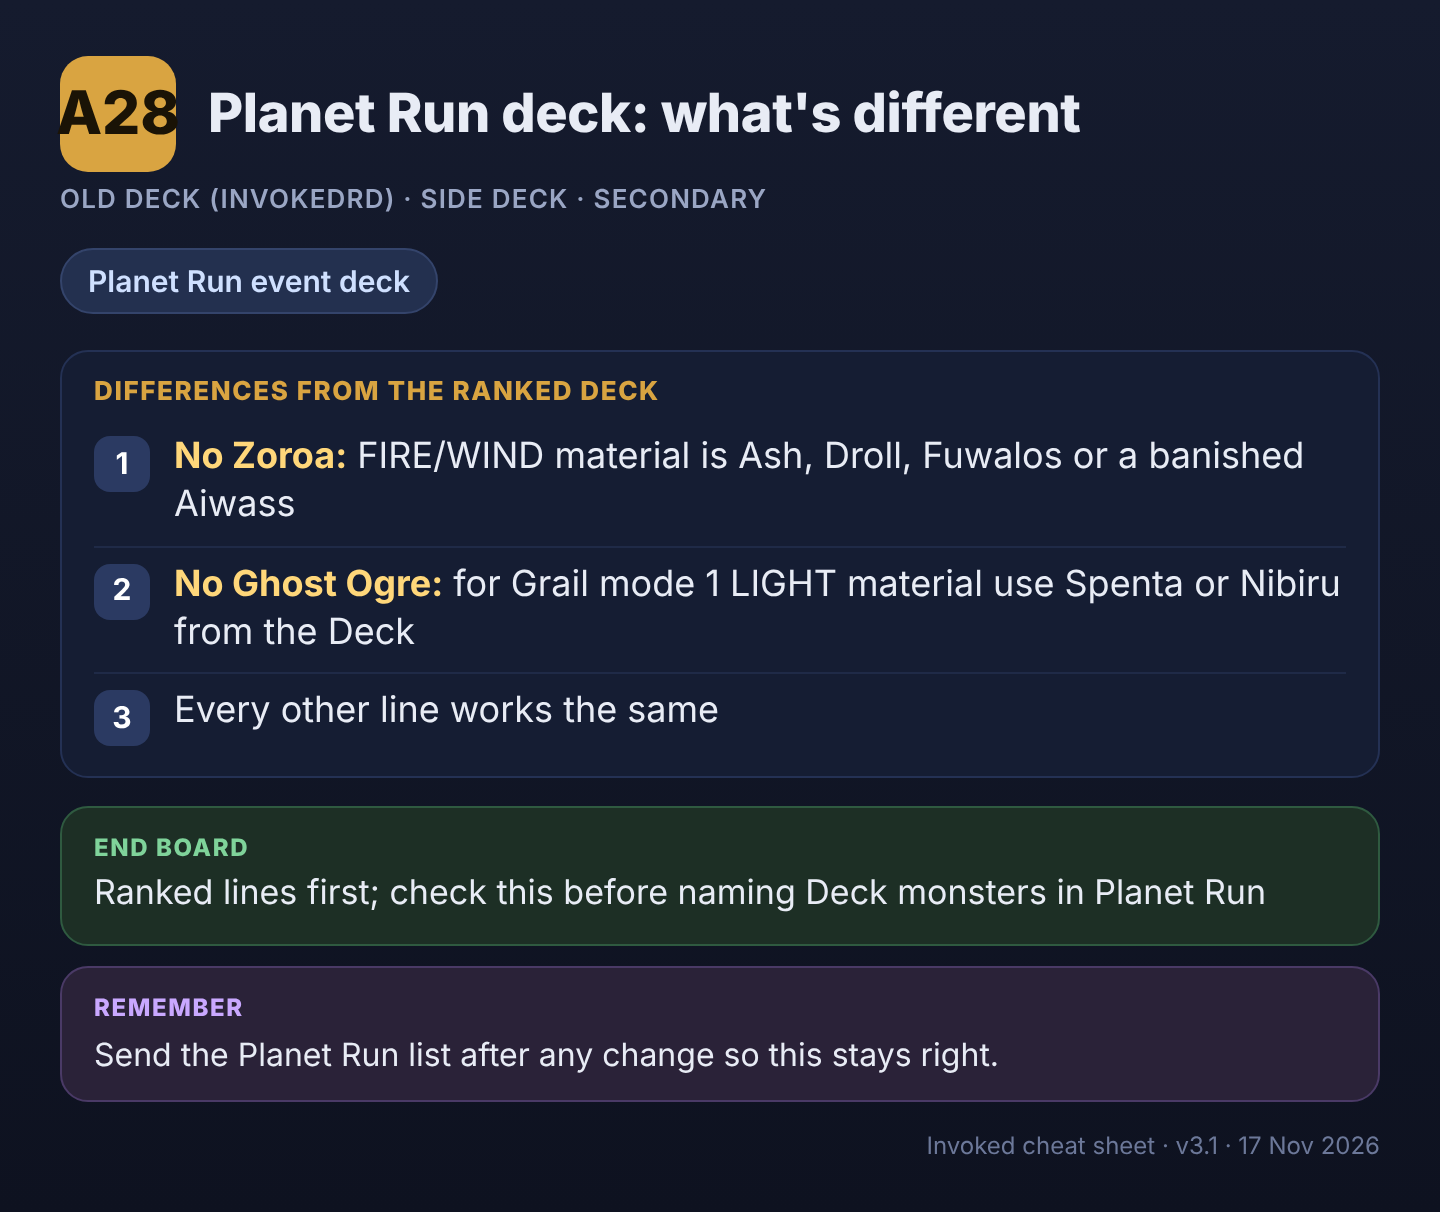 A28
Planet Run deck: what's different
OLD DECK (INVOKEDRD) · SIDE DECK · SECONDARY
Planet Run event deck
DIFFERENCES FROM THE RANKED DECK
1
No Zoroa: FIRE/WIND material is Ash, Droll, Fuwalos or a banished
Aiwass
2
No Ghost Ogre: for Grail mode 1 LIGHT material use Spenta or Nibiru
from the Deck
3
Every other line works the same
END BOARD
Ranked lines first; check this before naming Deck monsters in Planet Run
REMEMBER
Send the Planet Run list after any change so this stays right.
Invoked cheat sheet · v3.1 · 17 Nov 2026